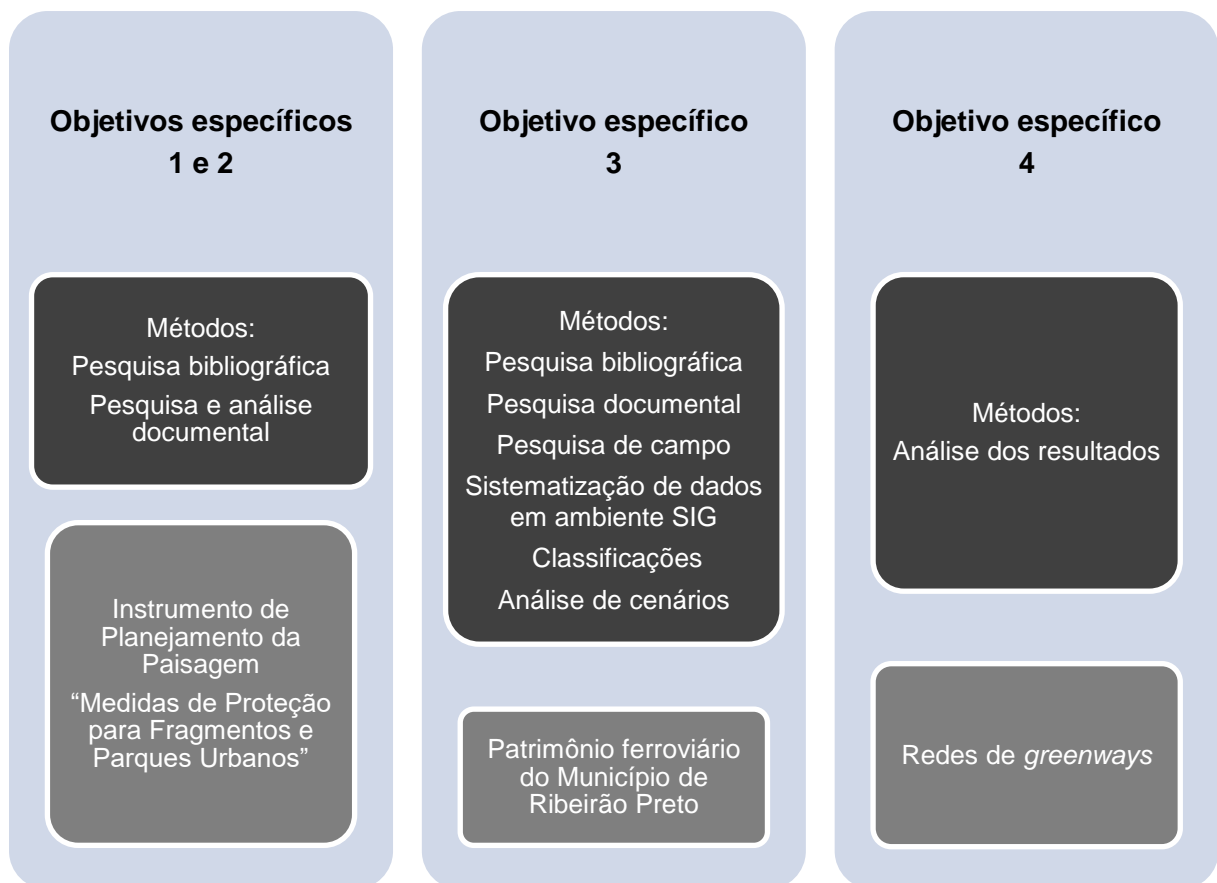 Objetivos específicos
1 e 2
Métodos:
Pesquisa bibliográfica
Pesquisa e análise
documental
Instrumento de
Planejamento da
Paisagem
“Medidas de Proteção
para Fragmentos e
Parques Urbanos”
Objetivo específico
3
Métodos:
Pesquisa bibliográfica
Pesquisa documental
Pesquisa de campo
Sistematização de dados
em ambiente SIG
Classificações
Análise de cenários
Patrimônio ferroviário
do Município de
Ribeirão Preto
Objetivo específico
4
Métodos:
Análise dos resultados
Redes de greenways